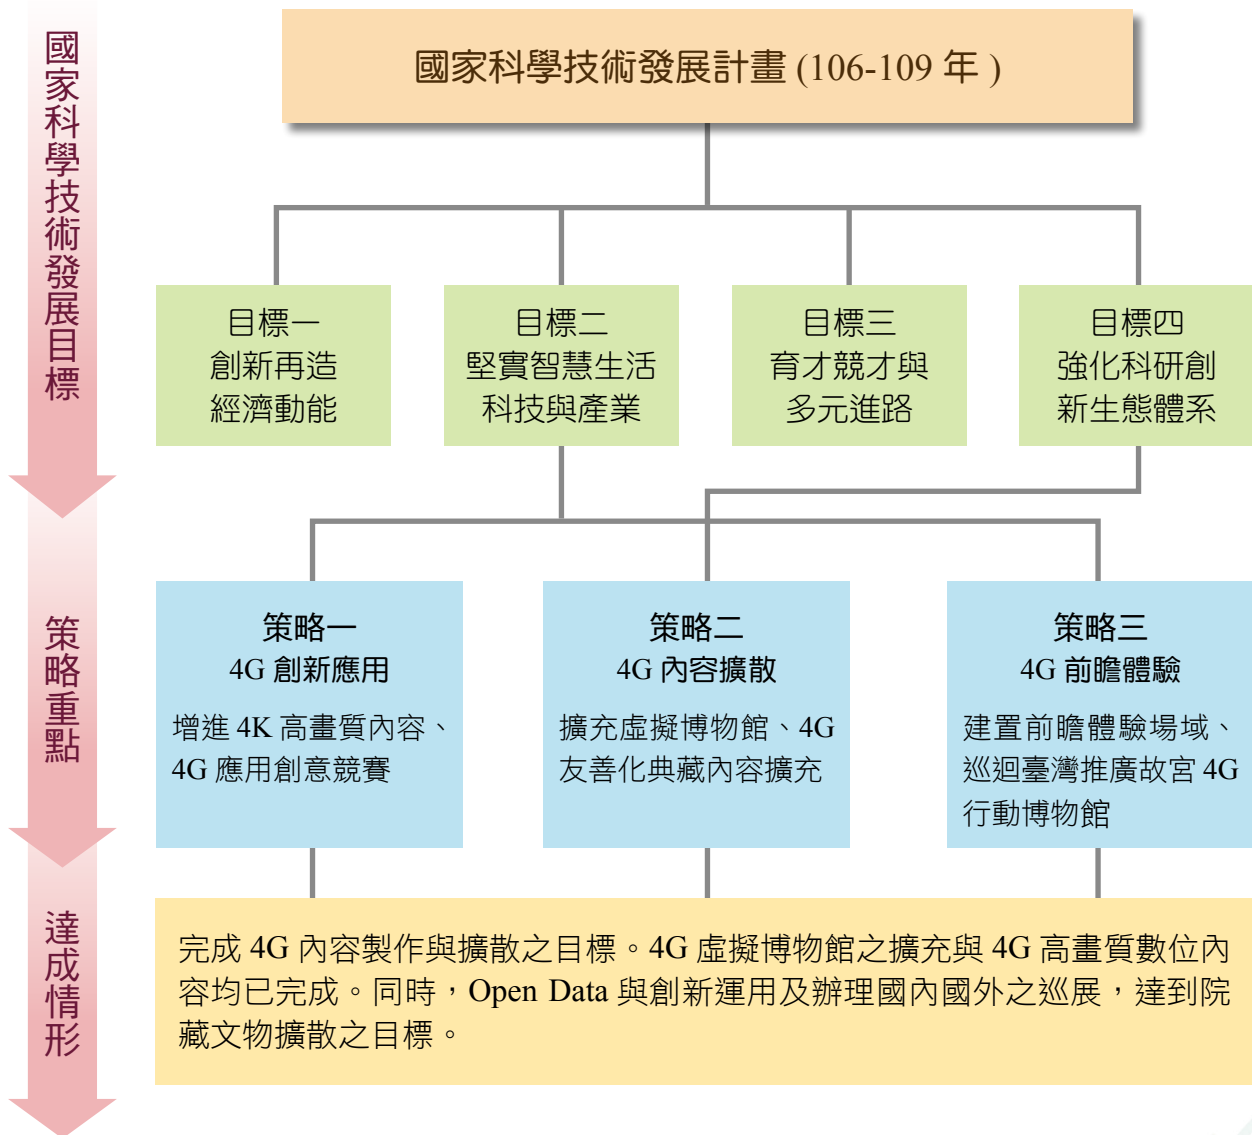 國家科學技術發展目標
國家科學技術發展計畫 (106-109 年 )
目標一
創新再造
經濟動能
目標二
堅實智慧生活
科技與產業
目標三
育才競才與
多元進路
目標四
強化科研創
新生態體系
策略重點
策略一
4G 創新應用
增進 4K 高畫質內容、
4G 應用創意競賽
策略二
4G 內容擴散
擴充虛擬博物館、4G
友善化典藏內容擴充
策略三
4G 前瞻體驗
建置前瞻體驗場域、
巡迴臺灣推廣故宮 4G
行動博物館
達成情形
完成 4G 內容製作與擴散之目標。4G 虛擬博物館之擴充與 4G 高畫質數位內
容均已完成。同時，Open Data 與創新運用及辦理國內國外之巡展，達到院
藏文物擴散之目標。